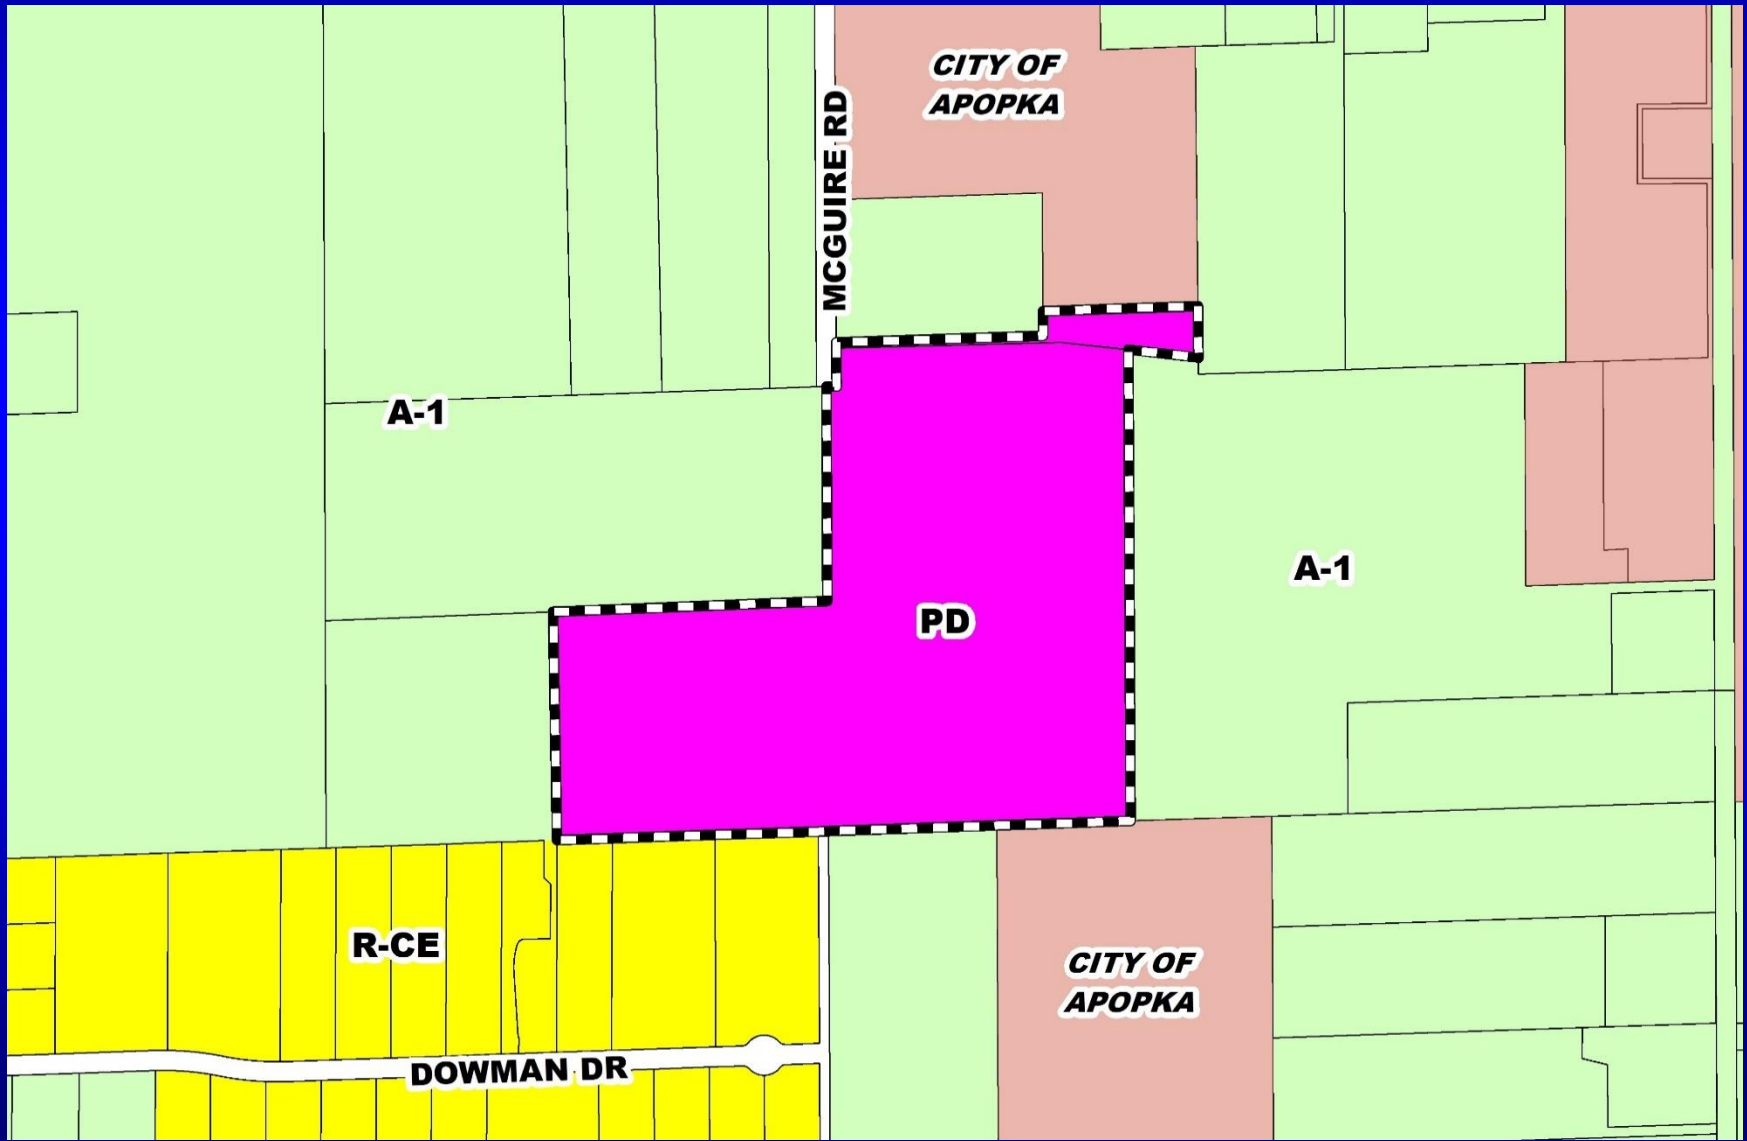 CITY OF
APOPKA
MCGUIRE RD
A-1
A-1
PD
R-CE
CITY OF
APOPKA
DOWMAN DR